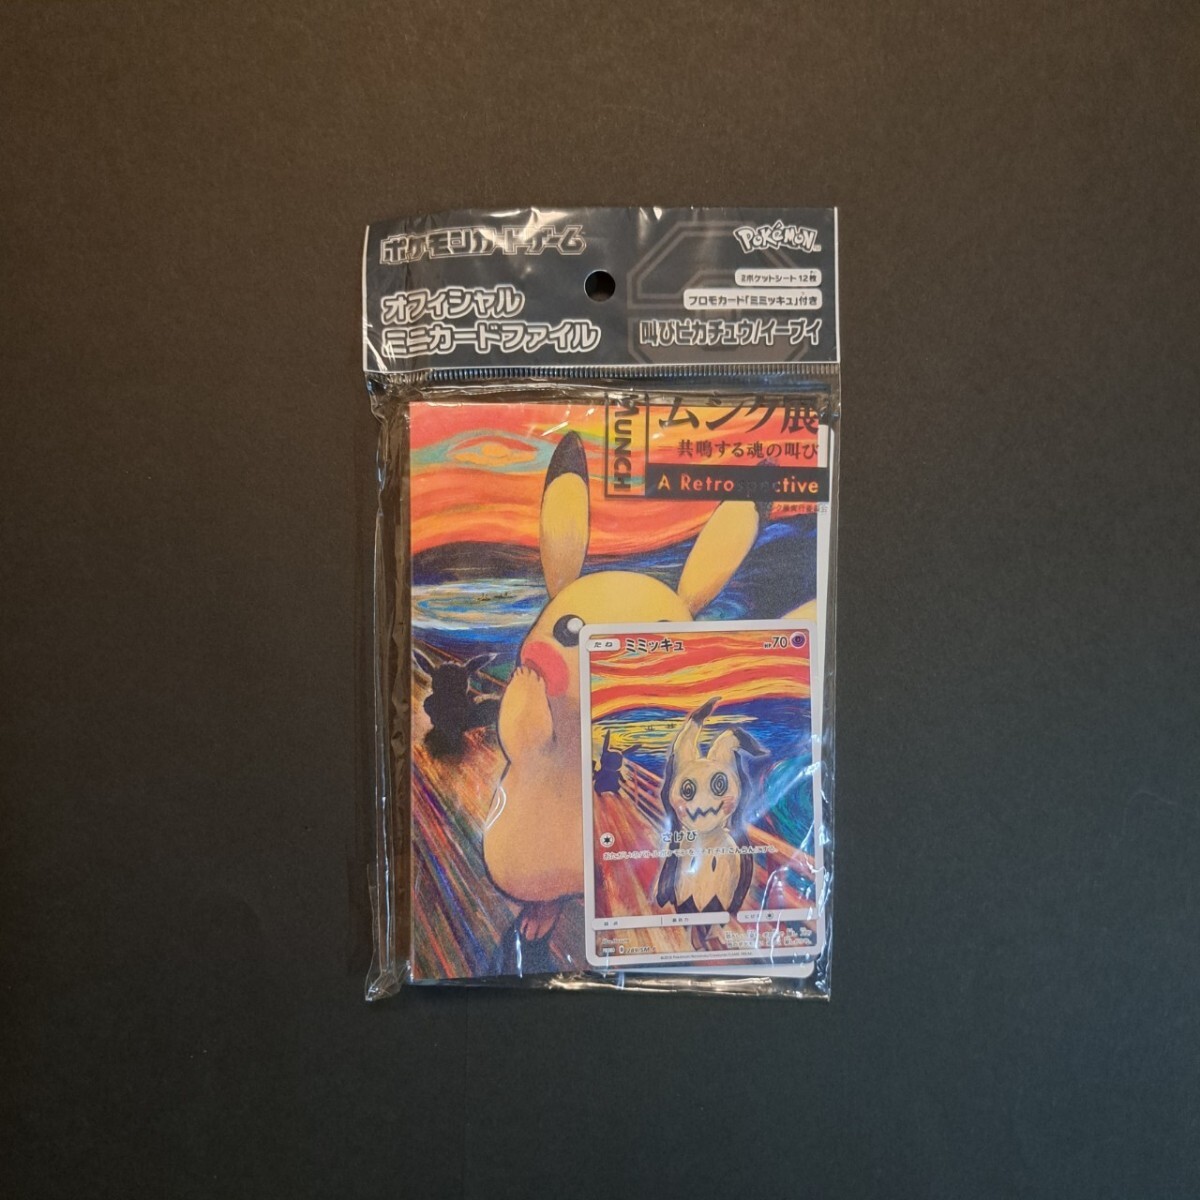 ポケモンカードゲーム
オフィシャル
ミニカードファイル
POKéMON
2ポケットシート12枚
プロモカード「ミミッキュ」付き
叫びピカチュウ/イーブイ
MUNCH
ムンク展
―共鳴する魂の叫び
A Retrospective
たね ミミッキュ HP70
さけび